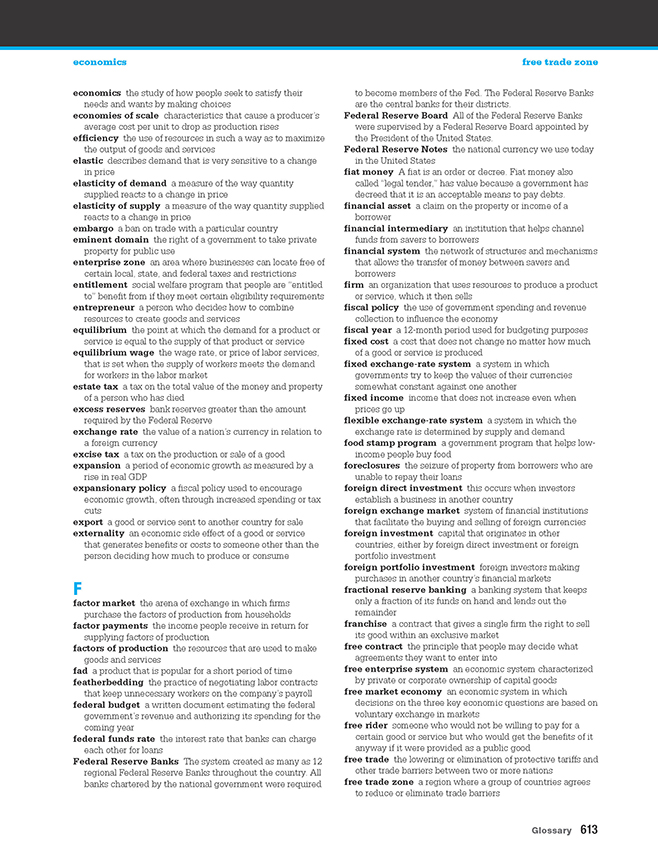 economics
free trade zone
economics the study of how people seek to satisfy their
needs and wants by making choices
economies of scale characteristics that cause a producer's
average cost per unit to drop as production rises
efficiency the use of resources in such a way as to maximize
the output of goods and services
elastic describes demand that is very sensitive to a change
in price
elasticity of demand a measure of the way quantity
supplied reacts to a change in price
elasticity of supply a measure of the way quantity supplied
reacts to a change in price
embargo a ban on trade with a particular country
eminent domain the right of a government to take private
property for public use
enterprise zone an area where businesses can locate free of
certain local, state, and federal taxes and restrictions
entitlement social welfare program that people are "entitled
to" benefit from if they meet certain eligibility requirements
entrepreneur a person who decides how to combine
resources to create goods and services
equilibrium the point at which the demand for a product or
service is equal to the supply of that product or service
equilibrium wage the wage rate, or price of labor services,
that is set when the supply of workers meets the demand
for workers in the labor market
estate tax a tax on the total value of the money and property
of a person who has died
excess reserves bank reserves greater than the amount
required by the Federal Reserve
exchange rate the value of a nation's currency in relation to
a foreign currency
excise tax a tax on the production or sale of a good
expansion a period of economic growth as measured by a
rise in real GDP
expansionary policy a fiscal policy used to encourage
economic growth, often through increased spending or tax
cuts
export a good or service sent to another country for sale
externality an economic side effect of a good or service
that generates benefits or costs to someone other than the
person deciding how much to produce or consume
F
factor market the arena of exchange in which firms
purchase the factors of production from households
factor payments the income people receive in return for
supplying factors of production
factors of production the resources that are used to make
goods and services
fad a product that is popular for a short period of time
featherbedding the practice of negotiating labor contracts
that keep unnecessary workers on the company's payroll
federal budget a written document estimating the federal
government's revenue and authorizing its spending for the
coming year
federal funds rate the interest rate that banks can charge
each other for loans
Federal Reserve Banks The system created as many as 12
regional Federal Reserve Banks throughout the country. All
banks chartered by the national government were required
to become members of the Fed. The Federal Reserve Banks
are the central banks for their districts.
Federal Reserve Board All of the Federal Reserve Banks
were supervised by a Federal Reserve Board appointed by
the President of the United States.
Federal Reserve Notes the national currency we use today
in the United States
fiat money A fiat is an order or decree. Fiat money also
called "legal tender," has value because a government has
decreed that it is an acceptable means to pay debts.
financial asset a claim on the property or income of a
borrower
financial intermediary an institution that helps channel
funds from savers to borrowers
financial system the network of structures and mechanisms
that allows the transfer of money between savers and
borrowers
firm an organization that uses resources to produce a product
or service, which it then sells
fiscal policy the use of government spending and revenue
collection to influence the economy
fiscal year a 12-month period used for budgeting purposes
fixed cost a cost that does not change no matter how much
of a good or service is produced
fixed exchange-rate system a system in which
governments try to keep the values of their currencies
somewhat constant against one another
fixed income income that does not increase even when
prices go up
flexible exchange-rate system a system in which the
exchange rate is determined by supply and demand
food stamp program a government program that helps low-
income people buy food
foreclosures the seizure of property from borrowers who are
unable to repay their loans
foreign direct investment this occurs when investors
establish a business in another country
foreign exchange market system of financial institutions
that facilitate the buying and selling of foreign currencies
foreign investment capital that originates in other
countries, either by foreign direct investment or foreign
portfolio investment
foreign portfolio investment foreign investors making
purchases in another country's financial markets
fractional reserve banking a banking system that keeps
only a fraction of its funds on hand and lends out the
remainder
franchise a contract that gives a single firm the right to sell
its good within an exclusive market
free contract the principle that people may decide what
agreements they want to enter into
free enterprise system an economic system characterized
by private or corporate ownership of capital goods
free market economy an economic system in which
decisions on the three key economic questions are based on
voluntary exchange in markets
free rider someone who would not be willing to pay for a
certain good or service but who would get the benefits of it
anyway if it were provided as a public good
free trade the lowering or elimination of protective tariffs and
other trade barriers between two or more nations
free trade zone a region where a group of countries agrees
to reduce or eliminate trade barriers
Glossary 613